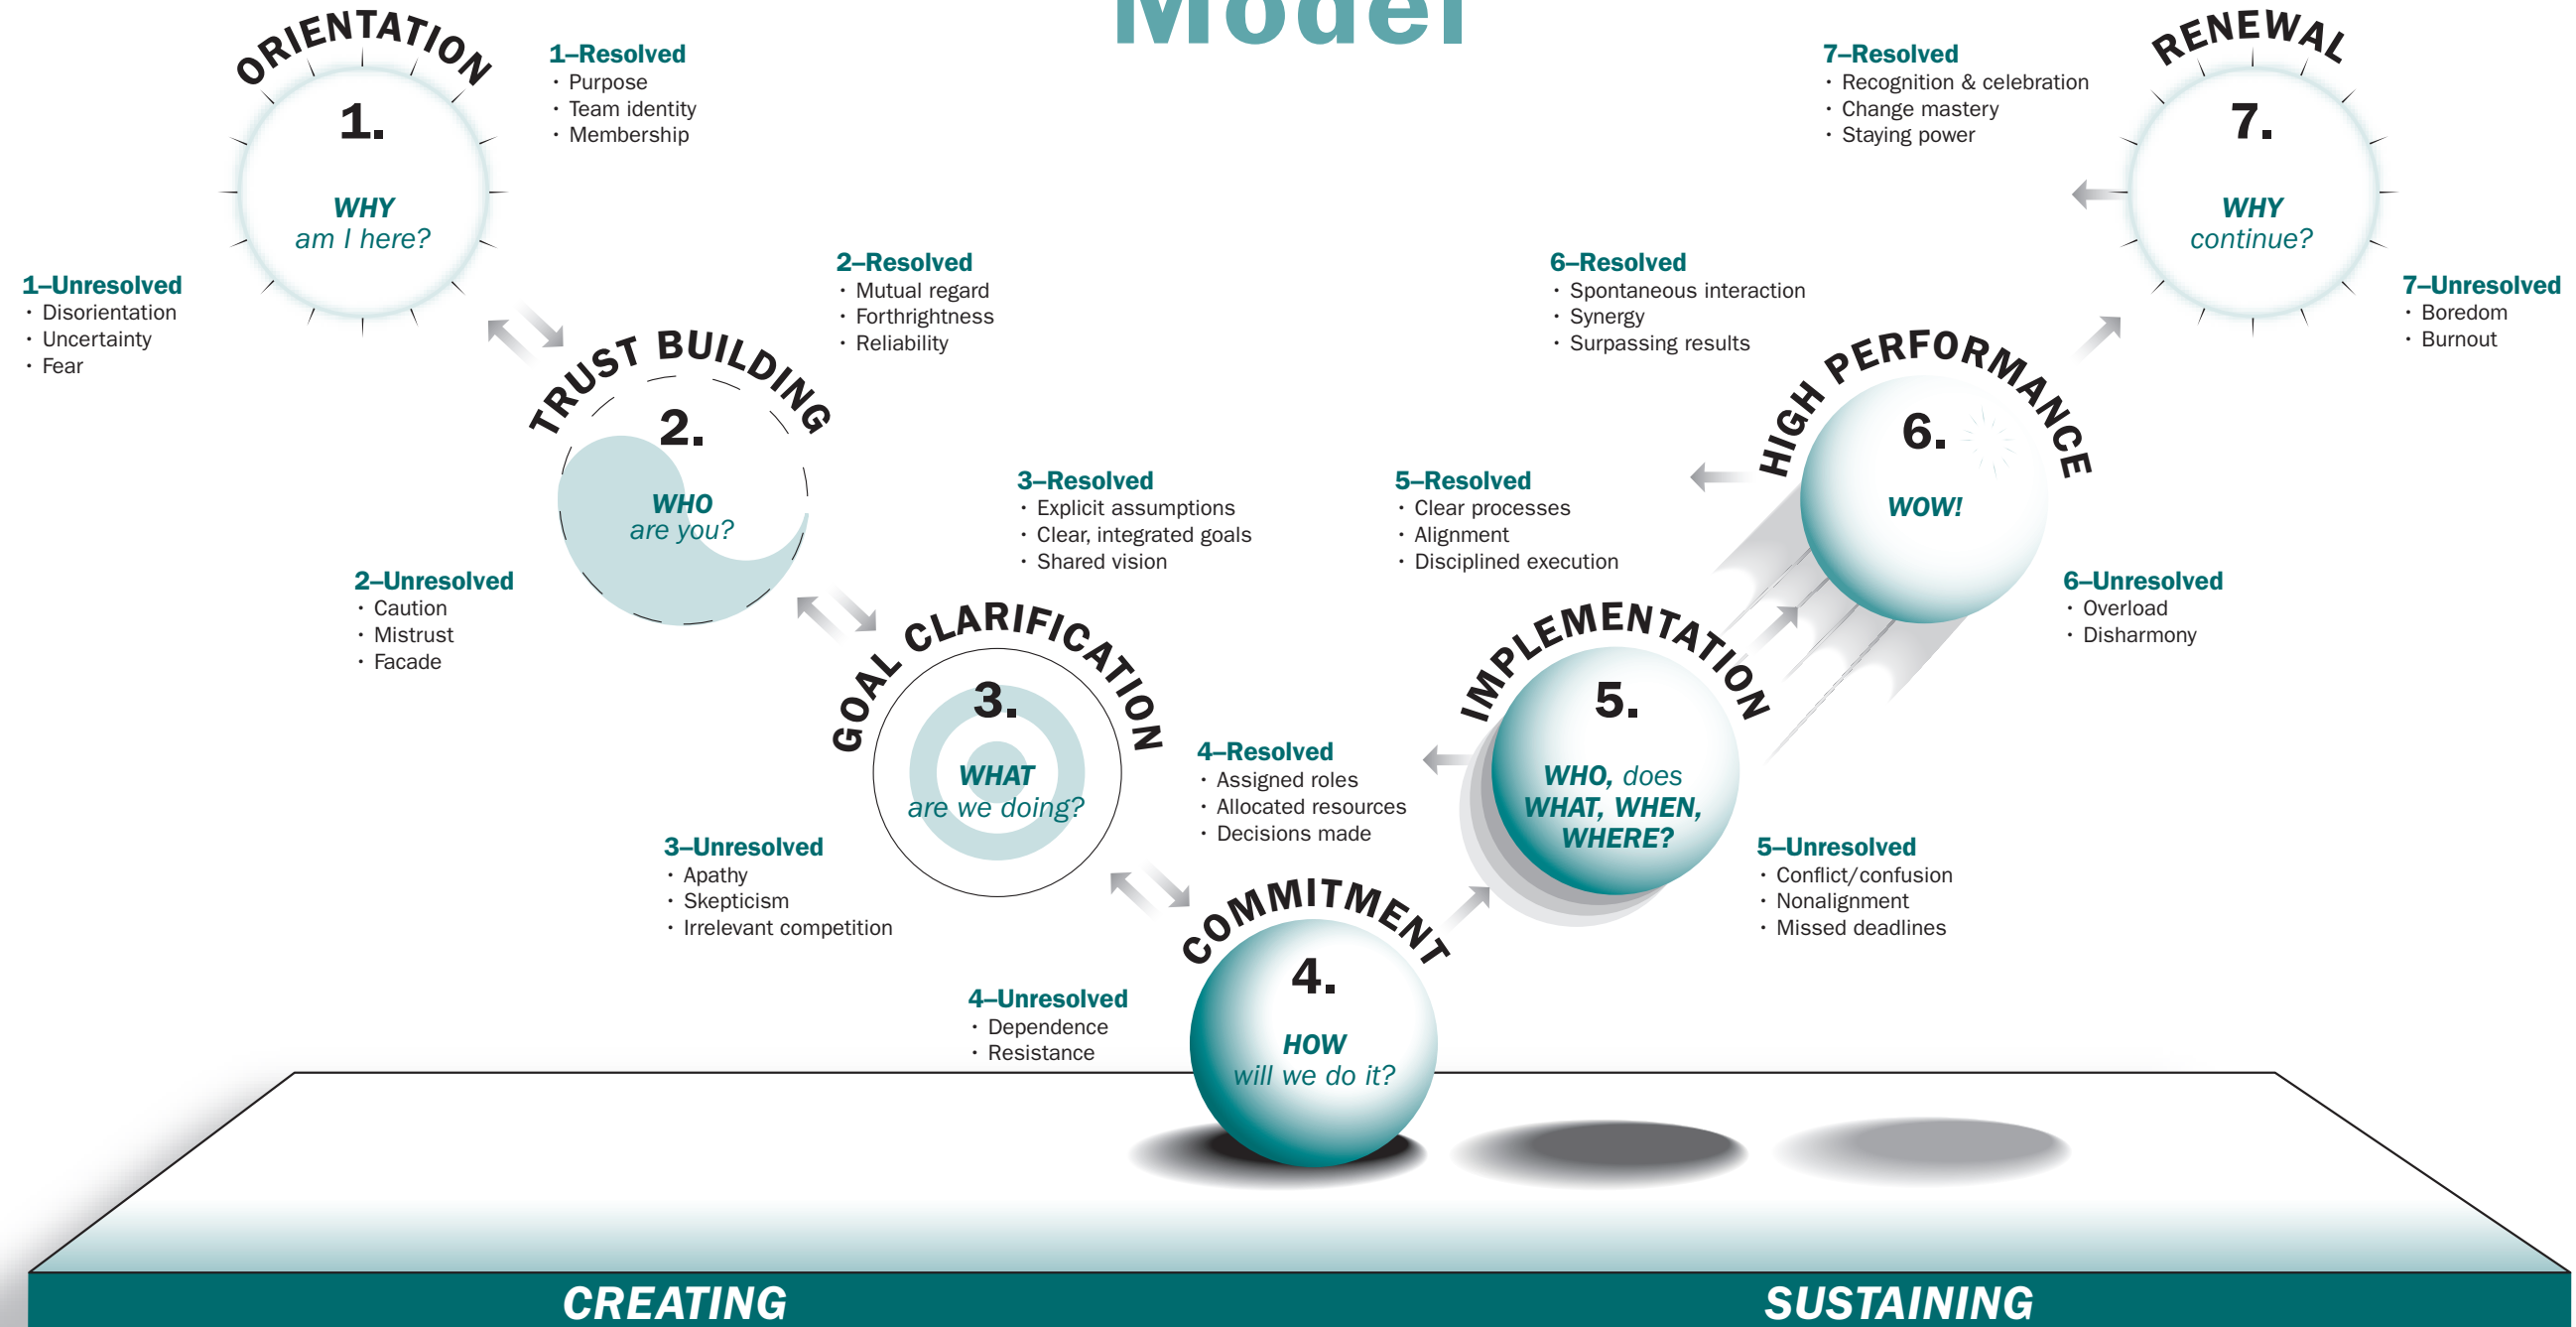 Model
ORIENTATION
1.
WHY
am I here?
1–Resolved
· Purpose
· Team identity
· Membership
1–Unresolved
· Disorientation
· Uncertainty
· Fear
TRUST BUILDING
2.
WHO
are you?
2–Resolved
· Mutual regard
· Forthrightness
· Reliability
2–Unresolved
· Caution
· Mistrust
· Facade
GOAL CLARIFICATION
3.
WHAT
are we doing?
3–Resolved
· Explicit assumptions
· Clear, integrated goals
· Shared vision
3–Unresolved
· Apathy
· Skepticism
· Irrelevant competition
COMMITMENT
4.
HOW
will we do it?
4–Resolved
· Assigned roles
· Allocated resources
· Decisions made
4–Unresolved
· Dependence
· Resistance
IMPLEMENTATION
5.
WHO, does
WHAT, WHEN,
WHERE?
5–Resolved
· Clear processes
· Alignment
· Disciplined execution
5–Unresolved
· Conflict/confusion
· Nonalignment
· Missed deadlines
HIGH PERFORMANCE
6.
WOW!
6–Resolved
· Spontaneous interaction
· Synergy
· Surpassing results
6–Unresolved
· Overload
· Disharmony
RENEWAL
7.
WHY
continue?
7–Resolved
· Recognition & celebration
· Change mastery
· Staying power
7–Unresolved
· Boredom
· Burnout
CREATING
SUSTAINING